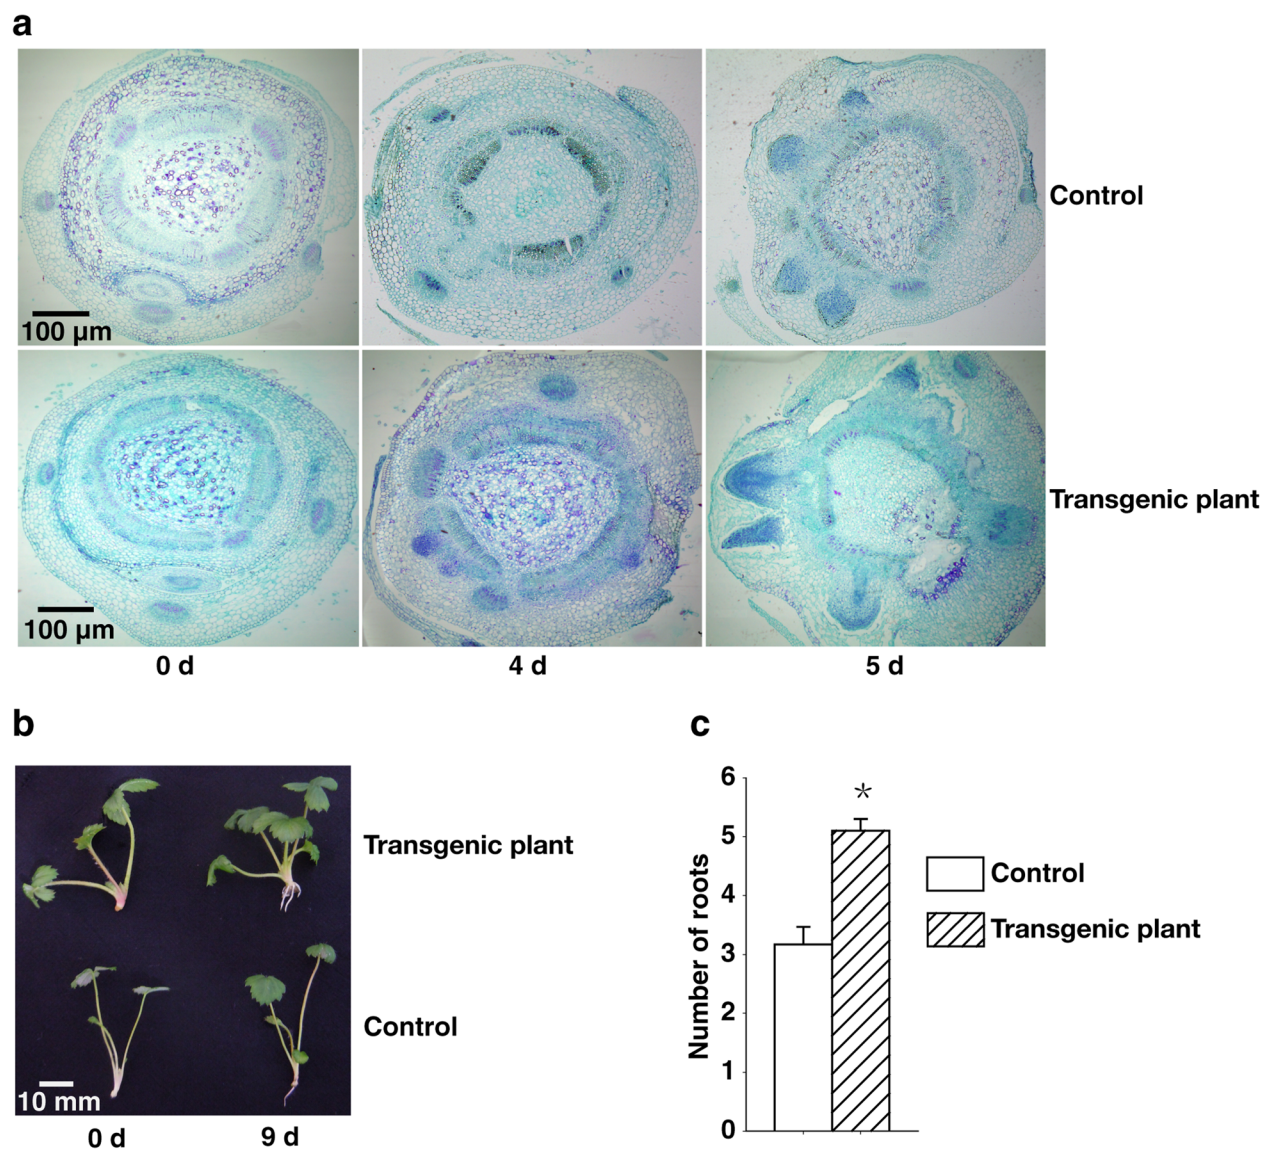 a
Control
100 µm
Transgenic plant
100 µm
0 d
4 d
5 d
b
Transgenic plant
Control
10 mm
0 d
9 d
c
6
5
4
3
2
1
0
Number of roots
*
Control
Transgenic plant